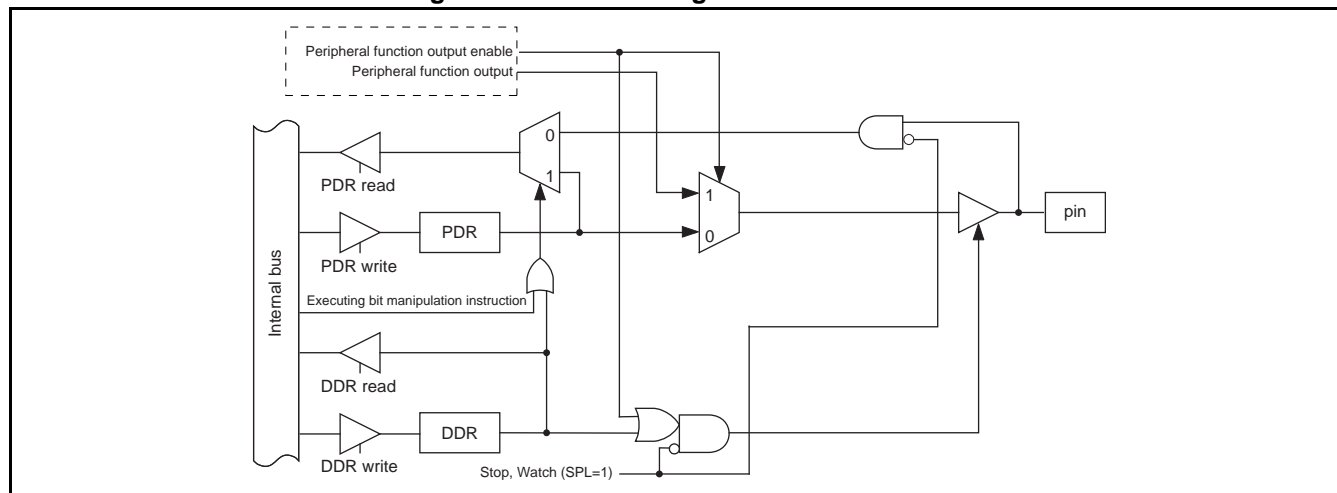 Peripheral function output enable
Peripheral function output
0
1
PDR read
1
0
pin
PDR
PDR write
Internal bus
Executing bit manipulation instruction
DDR read
DDR
DDR write
Stop, Watch (SPL=1)